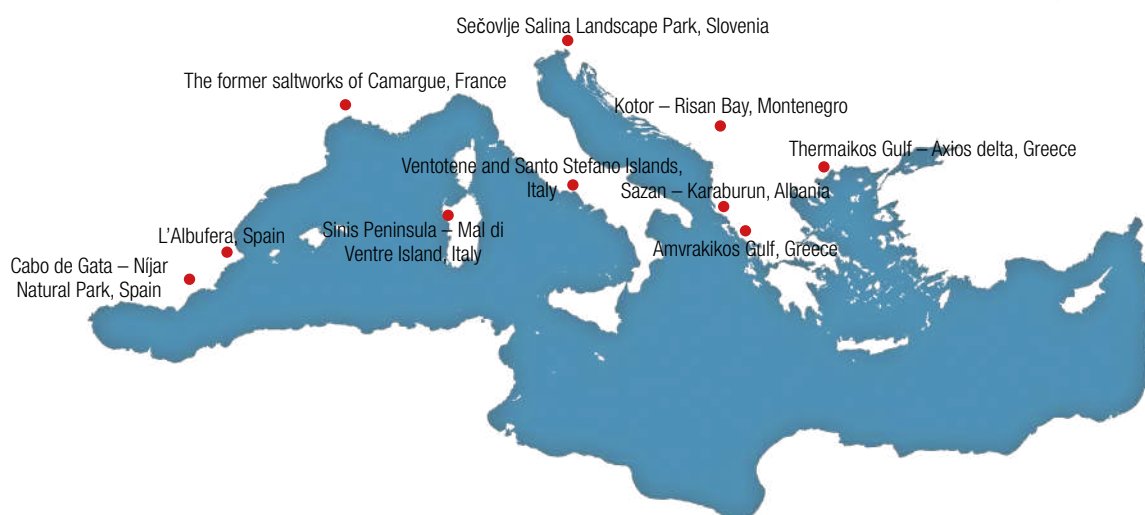 Sečovlje Salina Landscape Park, Slovenia
The former saltworks of Camargue, France
Kotor – Risan Bay, Montenegro
Thermaikos Gulf – Axios delta, Greece
Ventotene and Santo Stefano Islands,
Italy
Sazan – Karaburun, Albania
Sinis Peninsula – Mal di
Ventre Island, Italy
L'Albufera, Spain
Amvrakikos Gulf, Greece
Cabo de Gata – Níjar
Natural Park, Spain